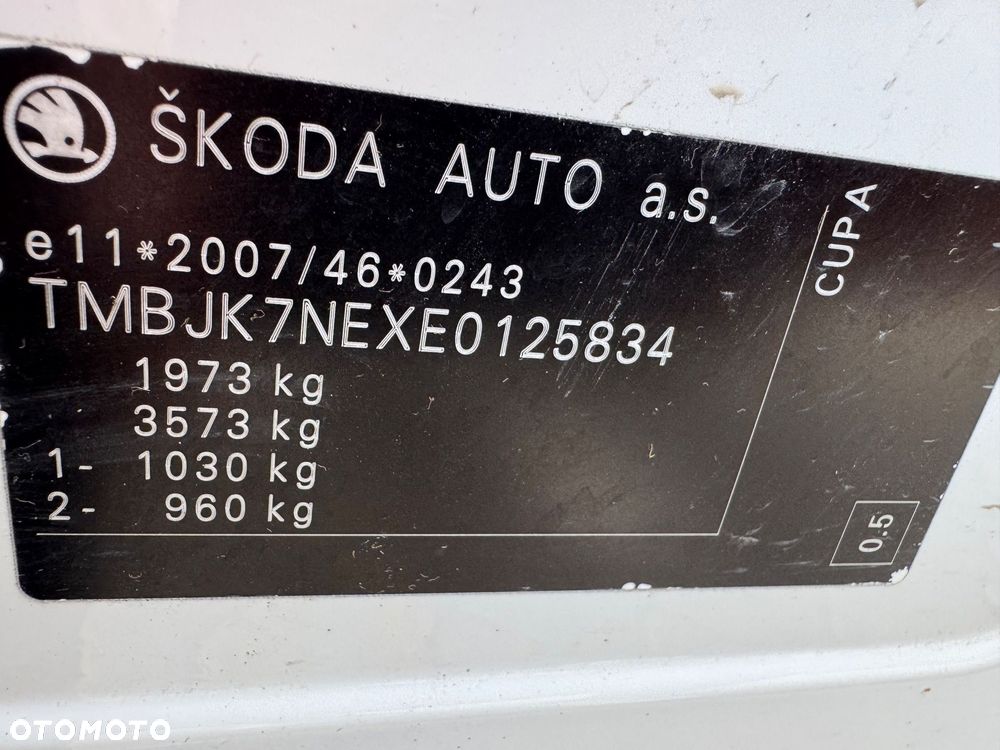 ŠKODA AUTO a.s.
e11*2007/46*0243
TMBJK7NEXE0125834
1973 kg
3573 kg
1- 1030 kg
2- 960 kg
CUPA
0.5
OTOMOTO